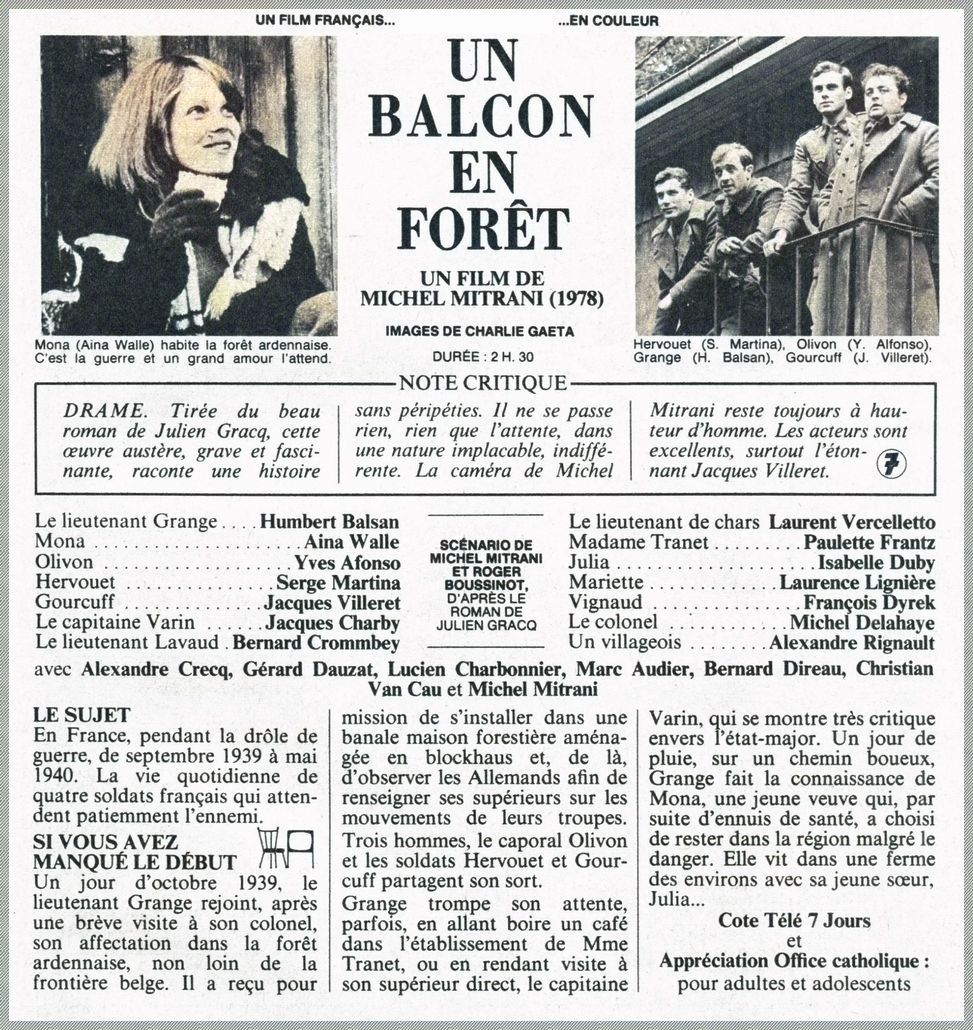 UN FILM FRANÇAIS...
...EN COULEUR
UN
BALCON
EN
FORÊT
UN FILM DE
MICHEL MITRANI (1978)
IMAGES DE CHARLIE GAETA
DURÉE : 2 H. 30
Mona (Aina Walle) habite la forêt ardennaise.
C'est la guerre et un grand amour l'attend.
Hervouet (S. Martina), Olivon (Y. Alfonso),
Grange (H. Balsan), Gourcuff (J. Villeret).
NOTE CRITIQUE
DRAME. Tirée du beau
roman de Julien Gracq, cette
œuvre austère, grave et fasci-
nante, raconte une histoire
sans péripéties. Il ne se passe
rien, rien que l'attente, dans
une nature implacable, indiffé-
rente. La caméra de Michel
Mitrani reste toujours à hau-
teur d'homme. Les acteurs sont
excellents, surtout l'éton-
nant Jacques Villeret. 7
Le lieutenant Grange .... Humbert Balsan
Mona ...................... Aina Walle
Olivon ..................... Yves Afonso
Hervouet ................ Serge Martina
Gourcuff ................ Jacques Villeret
Le capitaine Varin ...... Jacques Charby
Le lieutenant Lavaud . Bernard Crommbey
SCÉNARIO DE
MICHEL MITRANI
ET ROGER
BOUSSINOT,
D'APRÈS LE
ROMAN DE
JULIEN GRACQ
Le lieutenant de chars Laurent Vercelletto
Madame Tranet ........ Paulette Frantz
Julia .................... Isabelle Duby
Mariette .............. Laurence Lignière
Vignaud ............... François Dyrek
Le colonel ............ Michel Delahaye
Un villageois ........ Alexandre Rignault
avec Alexandre Crecq, Gérard Dauzat, Lucien Charbonnier, Marc Audier, Bernard Direau, Christian
Van Cau et Michel Mitrani
LE SUJET
En France, pendant la drôle de
guerre, de septembre 1939 à mai
1940. La vie quotidienne de
quatre soldats français qui atten-
dent patiemment l'ennemi.
SI VOUS AVEZ
MANQUÉ LE DÉBUT
Un jour d'octobre 1939, le
lieutenant Grange rejoint, après
une brève visite à son colonel,
son affectation dans la forêt
ardennaise, non loin de la
frontière belge. Il a reçu pour
mission de s'installer dans une
banale maison forestière aména-
gée en blockhaus et, de là,
d'observer les Allemands afin de
renseigner ses supérieurs sur les
mouvements de leurs troupes.
Trois hommes, le caporal Olivon
et les soldats Hervouet et Gour-
cuff partagent son sort.
Grange trompe son attente,
parfois, en allant boire un café
dans l'établissement de Mme
Tranet, ou en rendant visite à
son supérieur direct, le capitaine
Varin, qui se montre très critique
envers l'état-major. Un jour de
pluie, sur un chemin boueux,
Grange fait la connaissance de
Mona, une jeune veuve qui, par
suite d'ennuis de santé, a choisi
de rester dans la région malgré le
danger. Elle vit dans une ferme
des environs avec sa jeune sœur,
Julia...
Cote Télé 7 Jours
et
Appréciation Office catholique :
pour adultes et adolescents